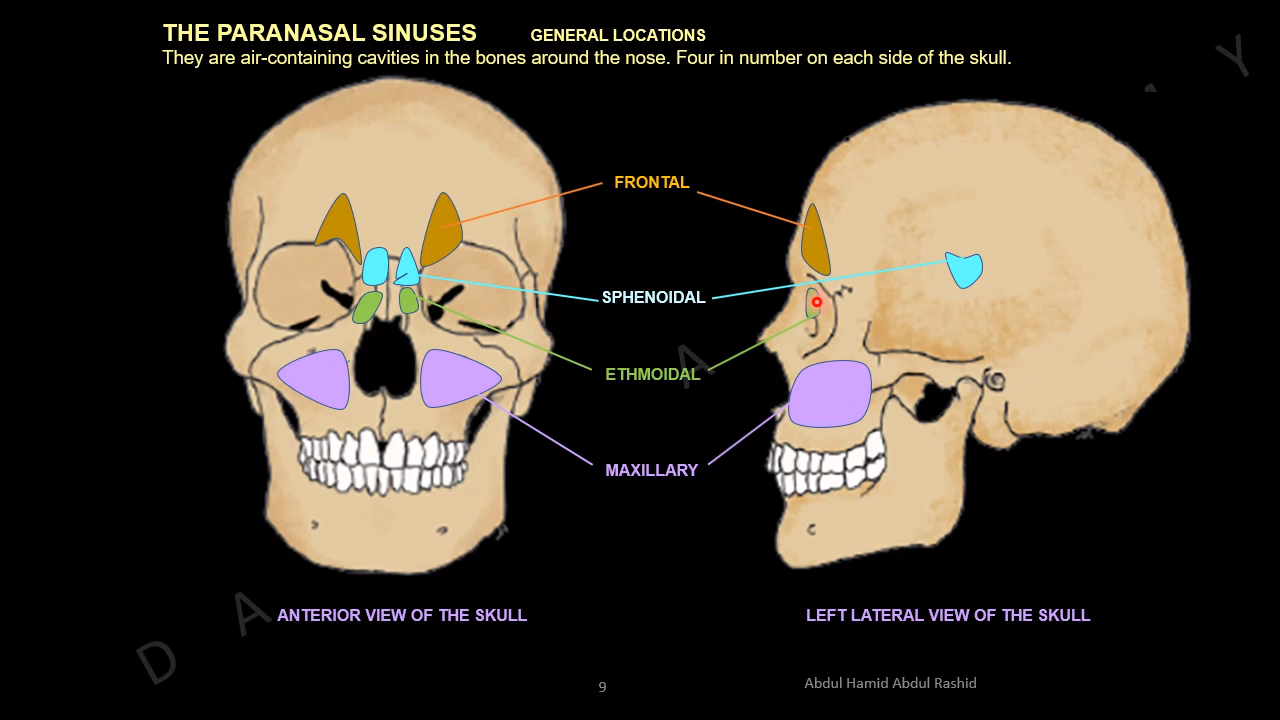 THE PARANASAL SINUSES GENERAL LOCATIONS
They are air-containing cavities in the bones around the nose. Four in number on each side of the skull.
FRONTAL
SPHENOIDAL
ETHMOIDAL
MAXILLARY
ANTERIOR VIEW OF THE SKULL
LEFT LATERAL VIEW OF THE SKULL
9
Abdul Hamid Abdul Rashid